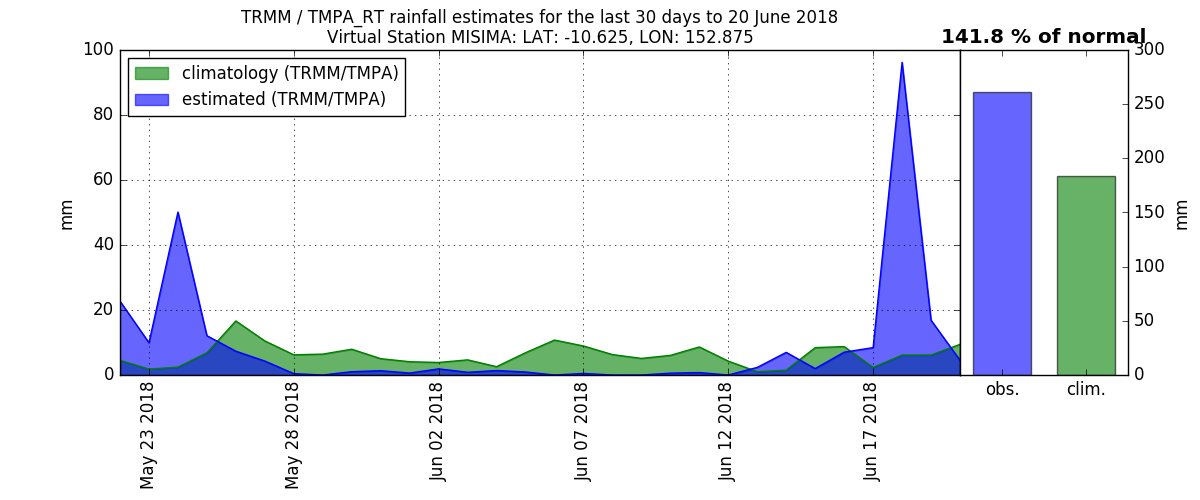 TRMM / TMPA_RT rainfall estimates for the last 30 days to 20 June 2018
Virtual Station MISIMA: LAT: -10.625, LON: 152.875
141.8 % of normal
climatology (TRMM/TMPA)
estimated (TRMM/TMPA)
mm
100
80
60
40
20
0
May 23 2018
May 28 2018
Jun 02 2018
Jun 07 2018
Jun 12 2018
Jun 17 2018
obs.
clim.
300
250
200
150
100
50
0
mm